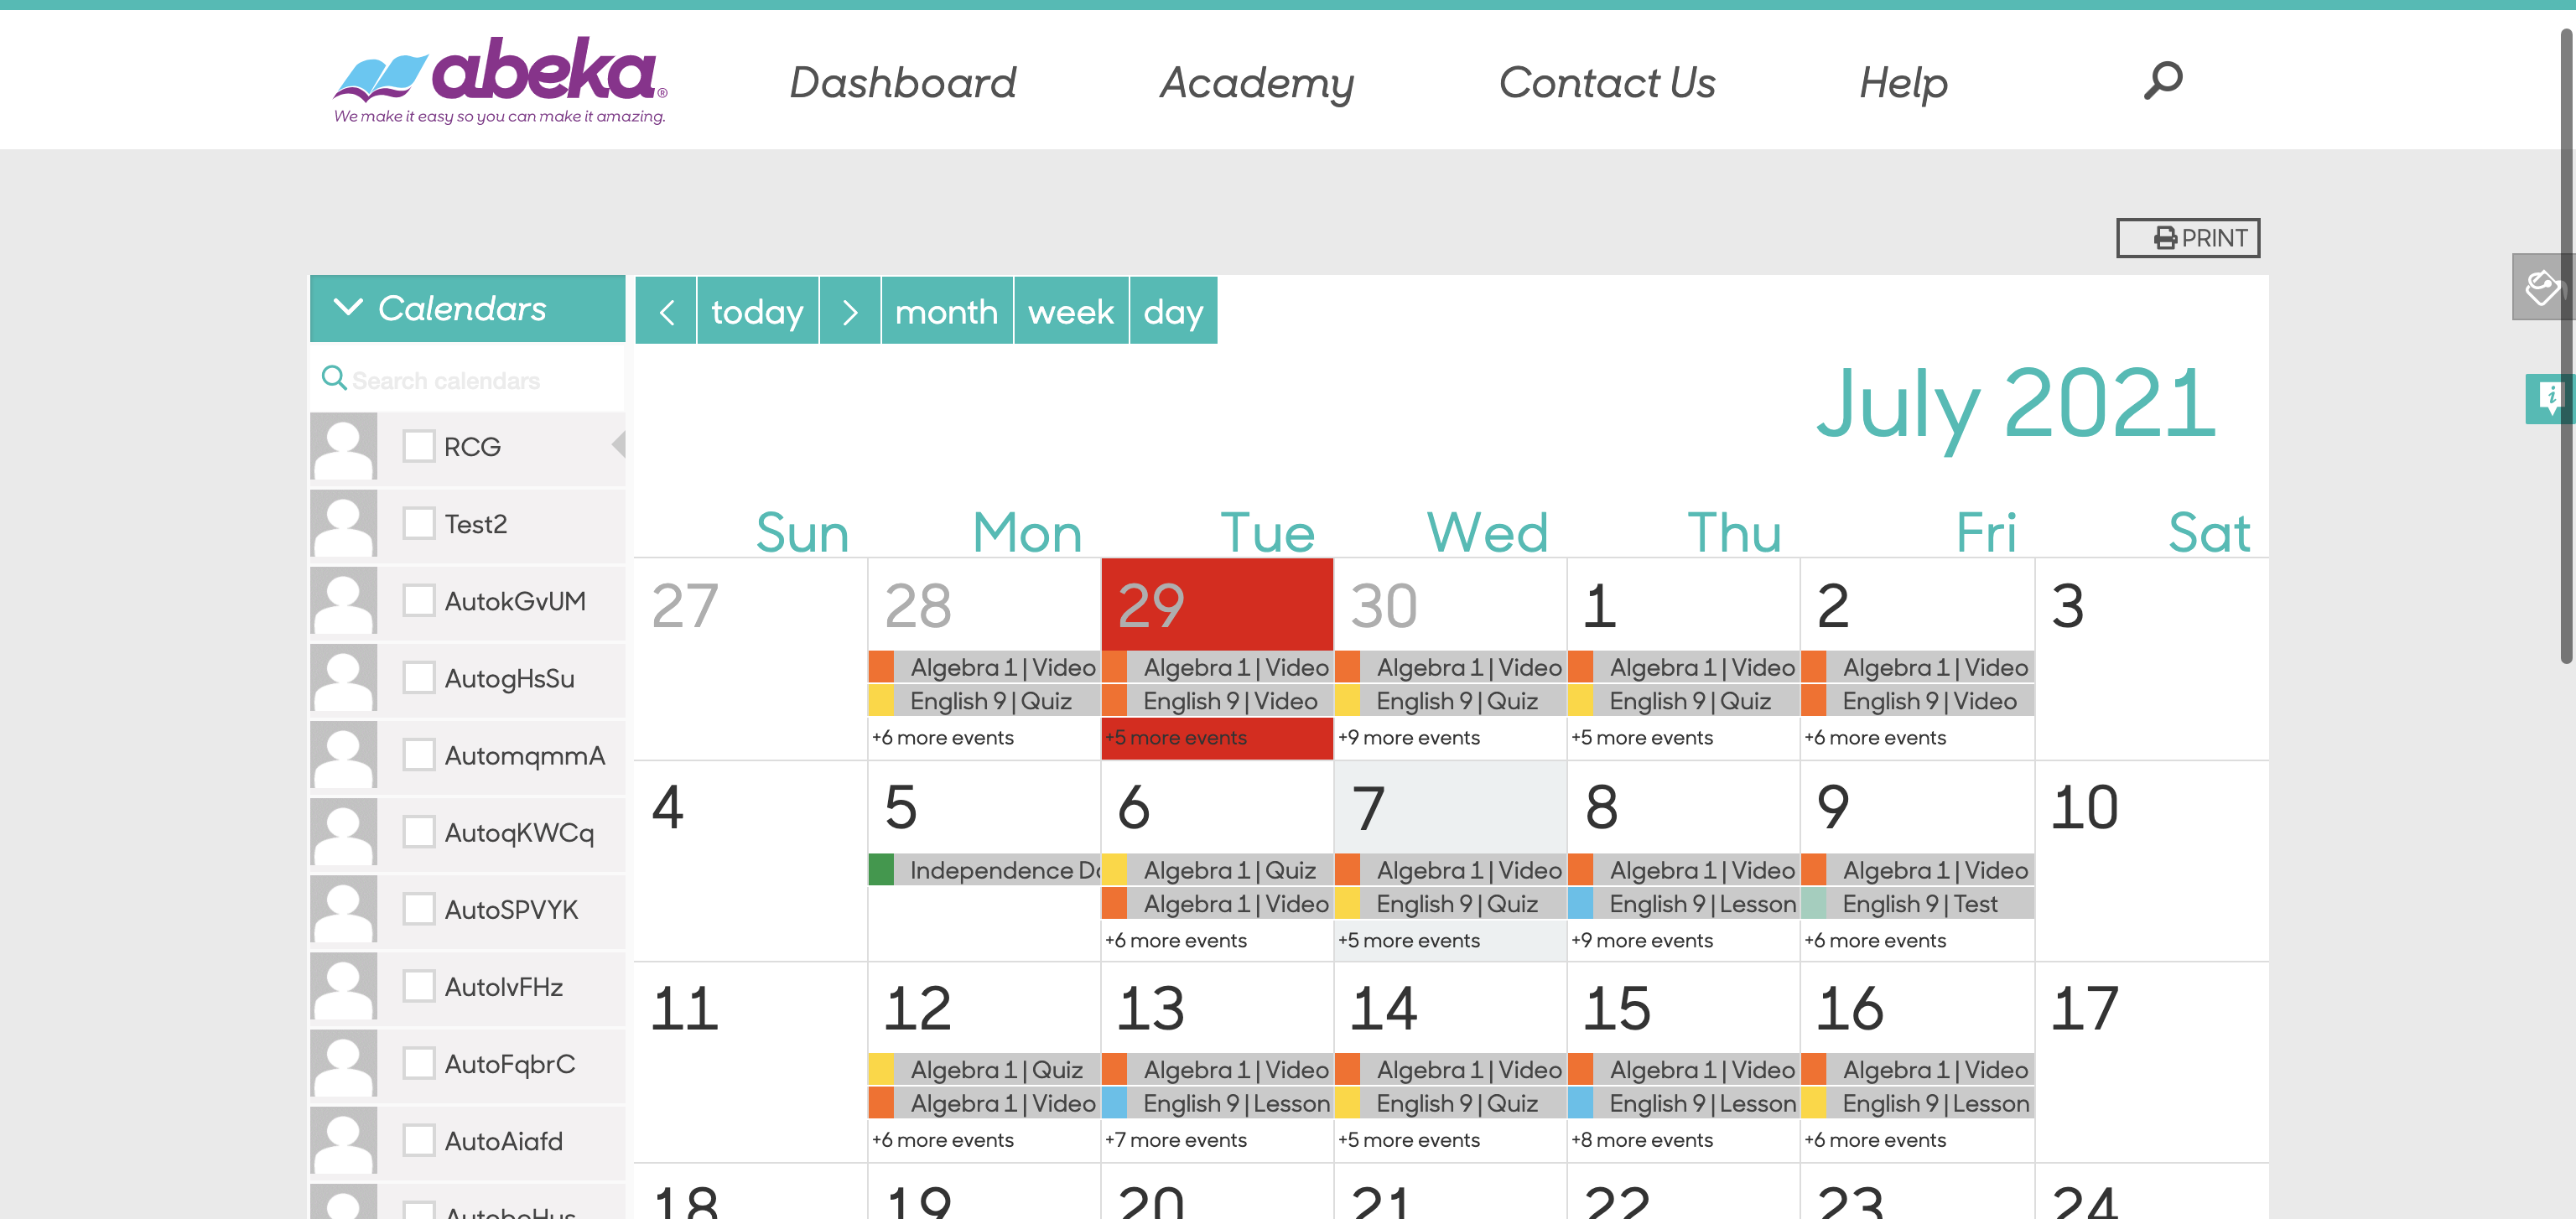 abeka®
We make it easy so you can make it amazing.
Dashboard Academy Contact Us Help
PRINT
Calendars
< today > month week day
Search calendars
July 2021
RCG
Test2
AutokGvUM
AutogHsSu
AutomqmmA
AutoqKWCq
AutoSPVYK
AutoIvFHz
AutoFqbrC
AutoAiafd
Sun Mon Tue Wed Thu Fri Sat
27 28 29 30 1 2 3
Algebra 1 | Video Algebra 1 | Video Algebra 1 | Video Algebra 1 | Video Algebra 1 | Video
English 9 | Quiz English 9 | Video English 9 | Quiz English 9 | Quiz English 9 | Video
+6 more events +5 more events +9 more events +5 more events +6 more events
4 5 6 7 8 9 10
Independence Algebra 1 | Quiz Algebra 1 | Video Algebra 1 | Video Algebra 1 | Video
Algebra 1 | Video English 9 | Quiz English 9 | Lesson English 9 | Test
+6 more events +5 more events +9 more events +6 more events
11 12 13 14 15 16 17
Algebra 1 | Quiz Algebra 1 | Video Algebra 1 | Video Algebra 1 | Video Algebra 1 | Video
Algebra 1 | Video English 9 | Lesson English 9 | Quiz English 9 | Lesson English 9 | Lesson
+6 more events +7 more events +5 more events +8 more events +6 more events
18 19 20 21 22 23 24